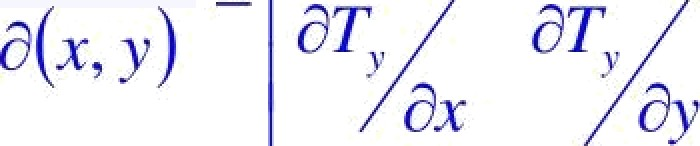 ∂(x, y) = | ∂T_y/∂x ∂T_y/∂y